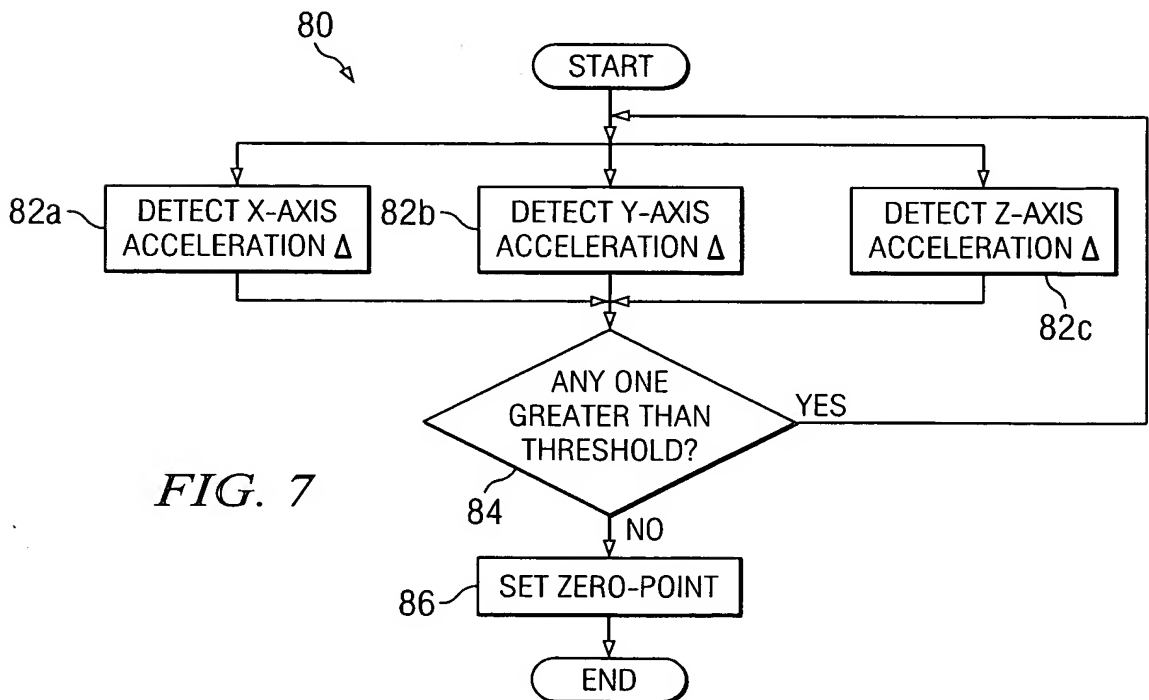 80
START
82a
DETECT X-AXIS
ACCELERATION Δ
82b
DETECT Y-AXIS
ACCELERATION Δ
DETECT Z-AXIS
ACCELERATION Δ
82c
ANY ONE
GREATER THAN
THRESHOLD?
YES
84
FIG. 7
NO
86
SET ZERO-POINT
END